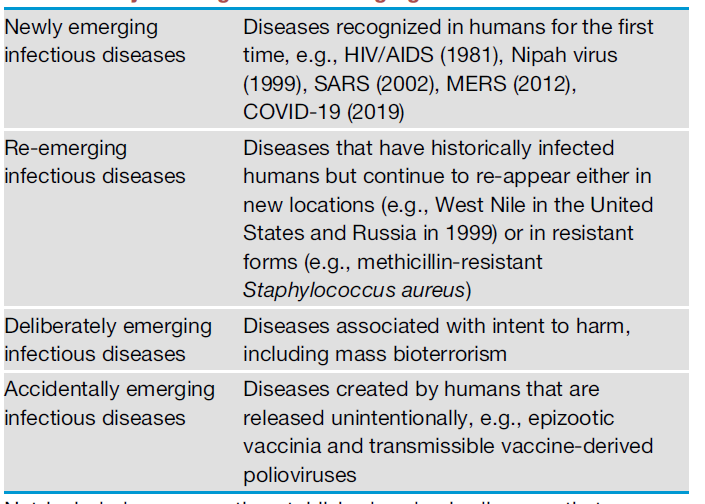 Newly emerging
infectious diseases
Diseases recognized in humans for the first
time, e.g., HIV/AIDS (1981), Nipah virus
(1999), SARS (2002), MERS (2012),
COVID-19 (2019)
Re-emerging
infectious diseases
Diseases that have historically infected
humans but continue to re-appear either in
new locations (e.g., West Nile in the United
States and Russia in 1999) or in resistant
forms (e.g., methicillin-resistant
Staphylococcus aureus)
Deliberately emerging
infectious diseases
Diseases associated with intent to harm,
including mass bioterrorism
Accidentally emerging
infectious diseases
Diseases created by humans that are
released unintentionally, e.g., epizootic
vaccinia and transmissible vaccine-derived
polioviruses